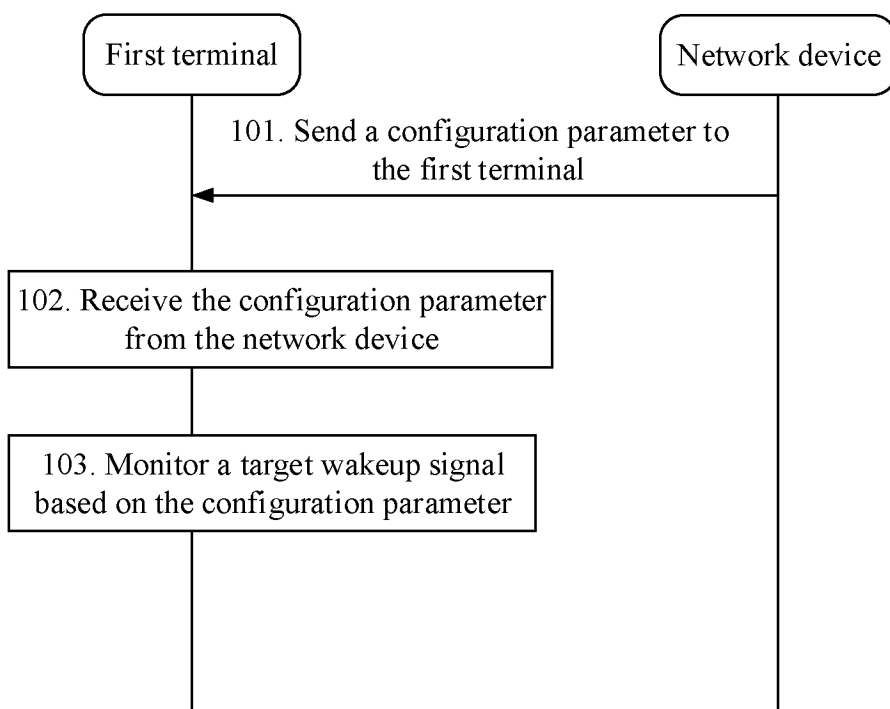 First terminal
Network device
101. Send a configuration parameter to
the first terminal
102. Receive the configuration parameter
from the network device
103. Monitor a target wakeup signal
based on the configuration parameter